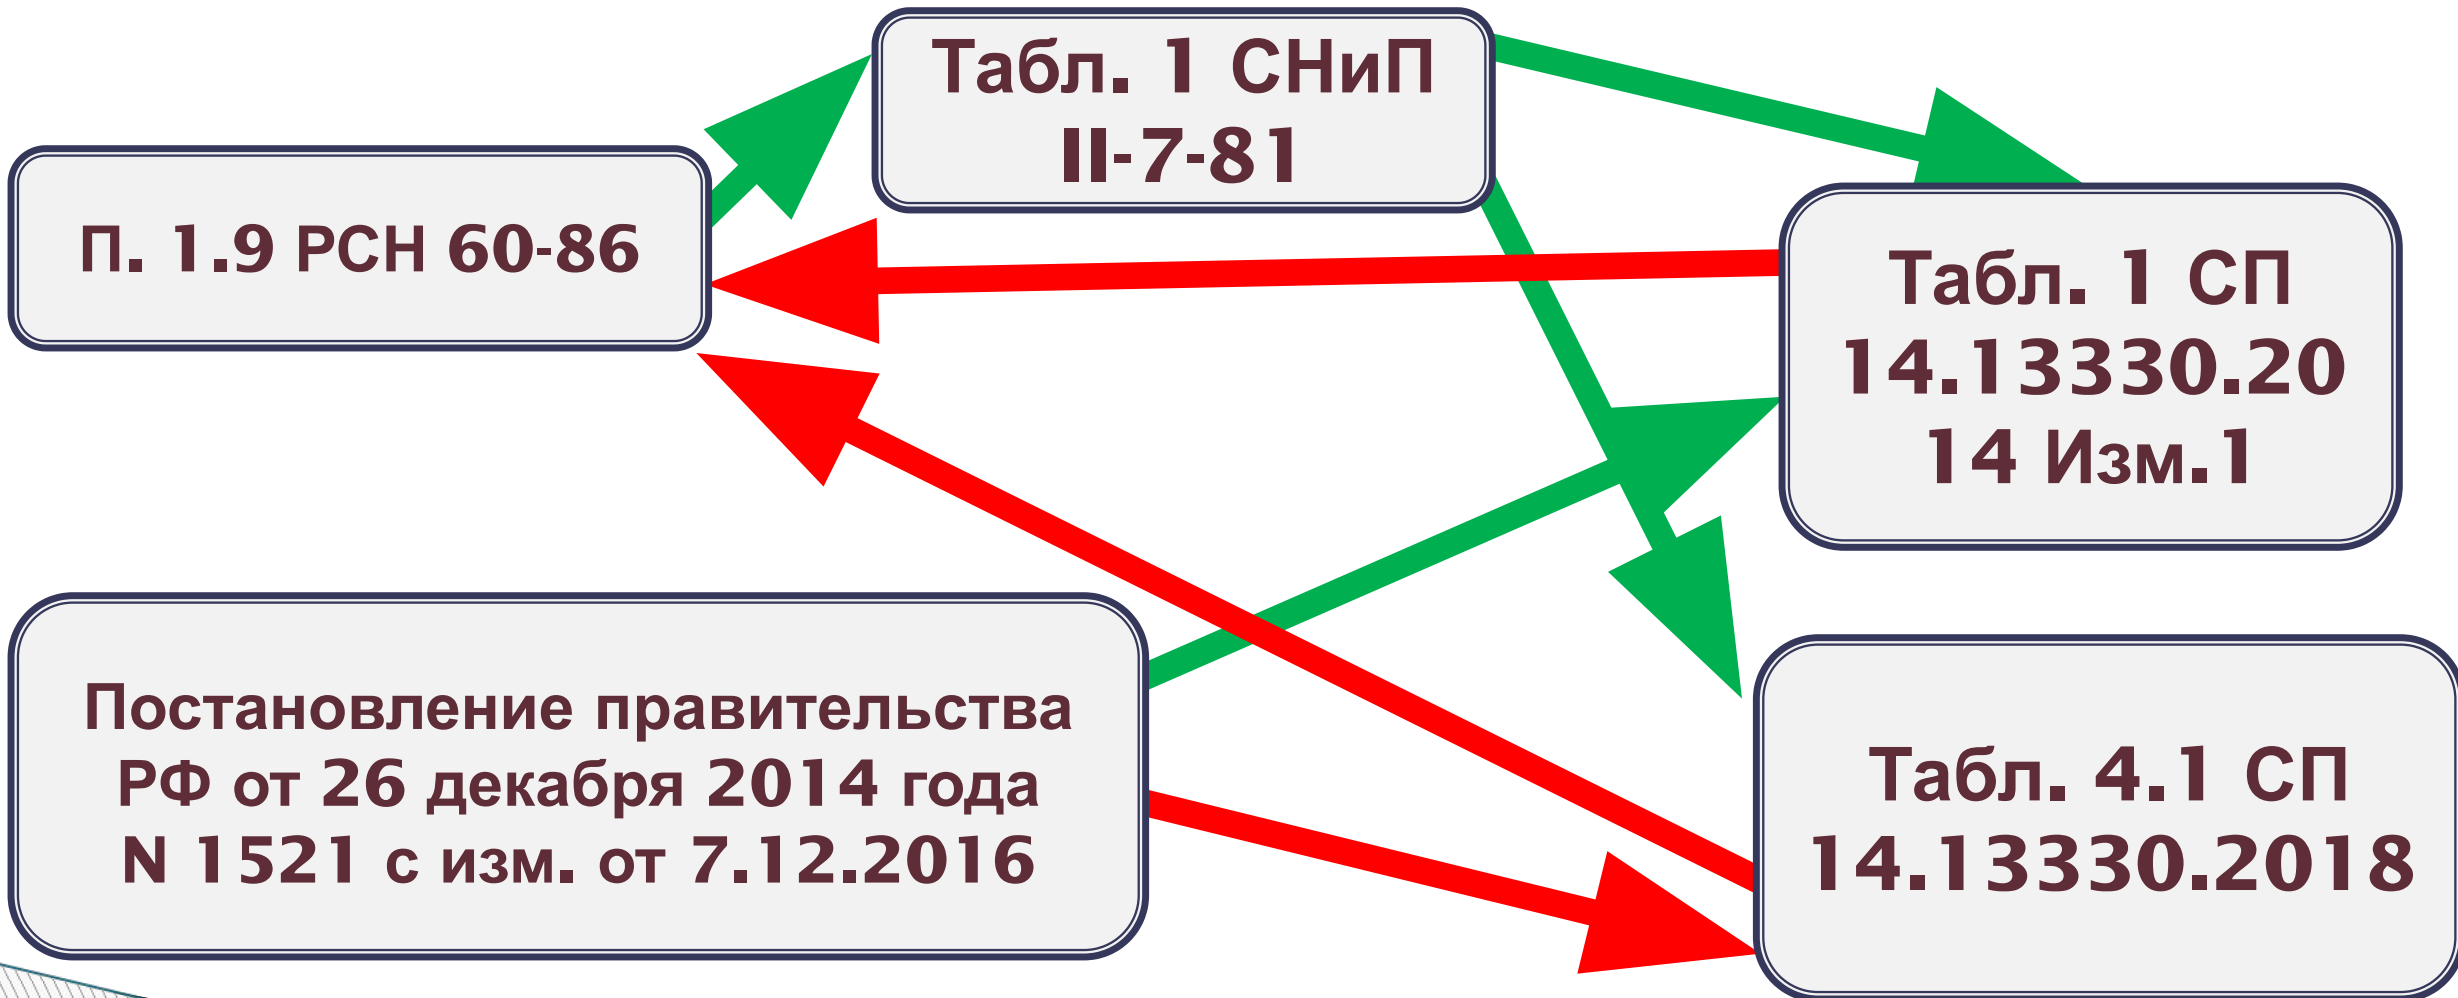 Табл. 1 СНиП
II-7-81
П. 1.9 РСН 60-86
Табл. 1 СП
14.13330.20
14 Изм.1
Постановление правительства
РФ от 26 декабря 2014 года
N 1521 с изм. от 7.12.2016
Табл. 4.1 СП
14.13330.2018